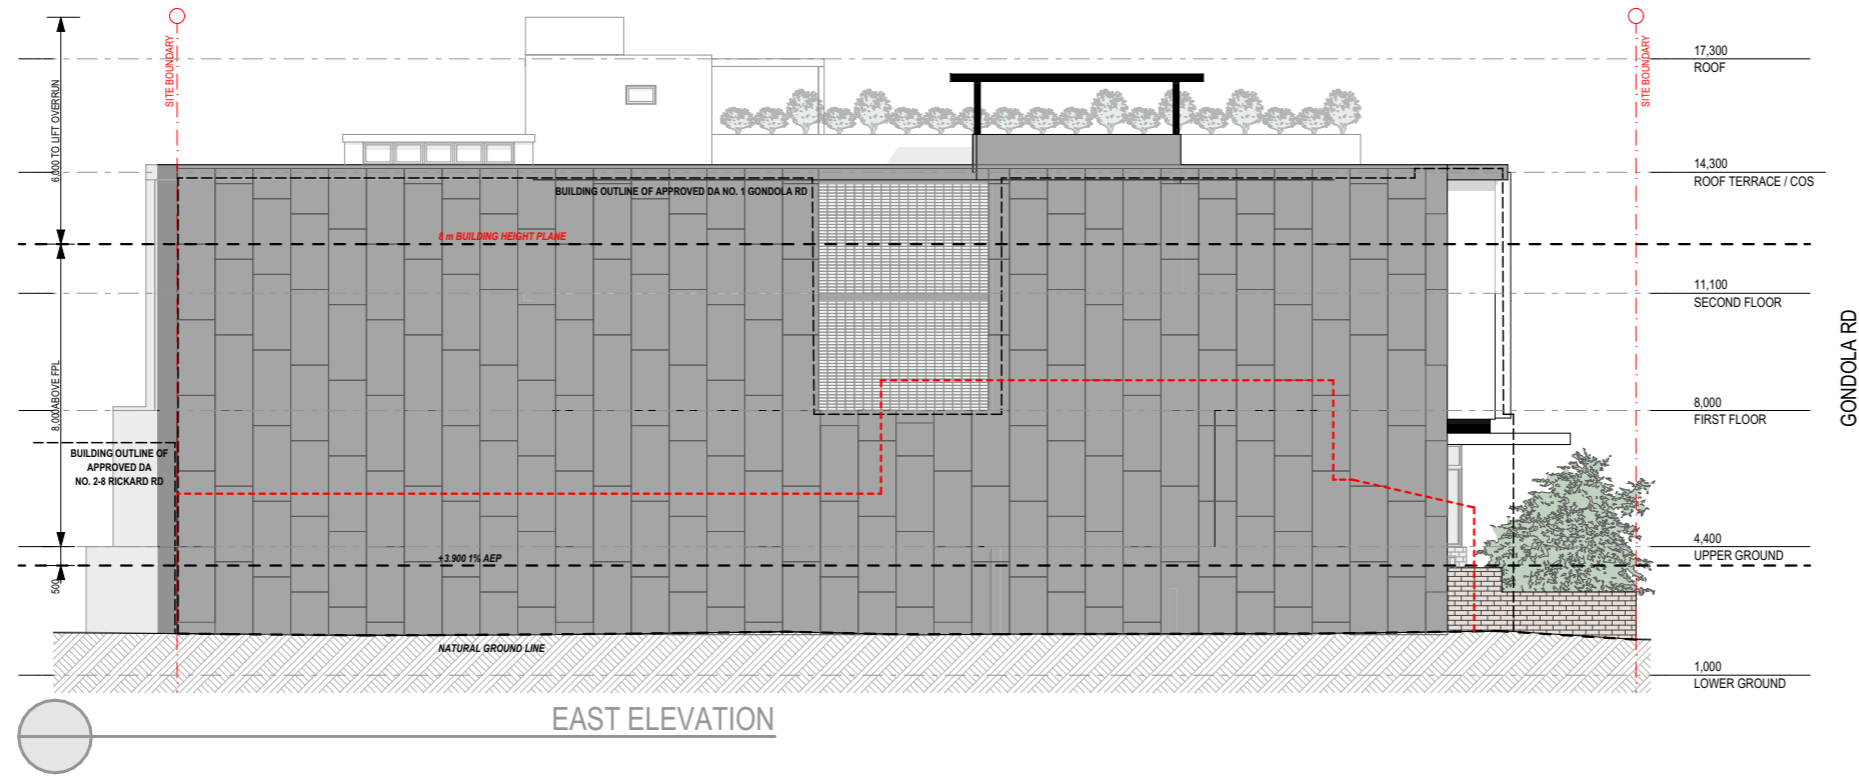 SITE BOUNDARY
SITE BOUNDARY
17,300
ROOF
6,000 TO LIFT OVERRUN
14,300
ROOF TERRACE / COS
BUILDING OUTLINE OF APPROVED DA NO. 1 GONDOLA RD
8 m BUILDING HEIGHT PLANE
11,100
SECOND FLOOR
GONDOLA RD
8,000 ABOVE FPL
8,000
FIRST FLOOR
BUILDING OUTLINE OF
APPROVED DA
NO. 2-8 RICKARD RD
4,400
UPPER GROUND
+3.900 1% AEP
500
NATURAL GROUND LINE
1,000
LOWER GROUND
EAST ELEVATION